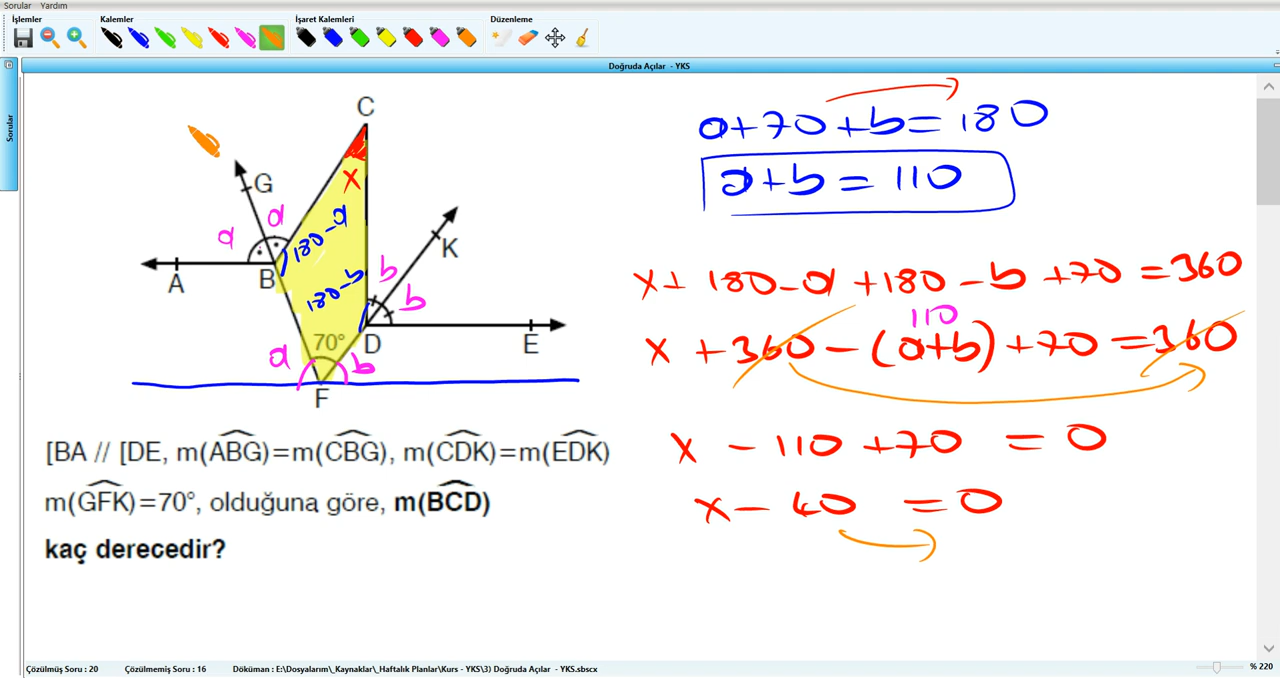 Sorular Yardım
İşlemler Kalemler İşaret Kalemleri Düzenleme
Doğruda Açılar - YKS
Sorular
C
G
x
a a
180-a
K
A B
180-b
b
b
70° D E
a b
F
[BA // [DE, m(ABG)=m(CBG), m(CDK)=m(EDK)
m(GFK)=70°, olduğuna göre, m(BCD)
kaç derecedir?
a+70+b=180
a+b=110
x+180-a+180-b+70=360
110
x+360-(a+b)+70=360
x-110+70=0
x-40=0
Çözülmüş Soru : 20 Çözülmemiş Soru : 16 Döküman : E:\Dosyalarım\_Kaynaklar\_Haftalık Planlar\Kurs - YKS\3) Doğruda Açılar - YKS.sbscx % 220